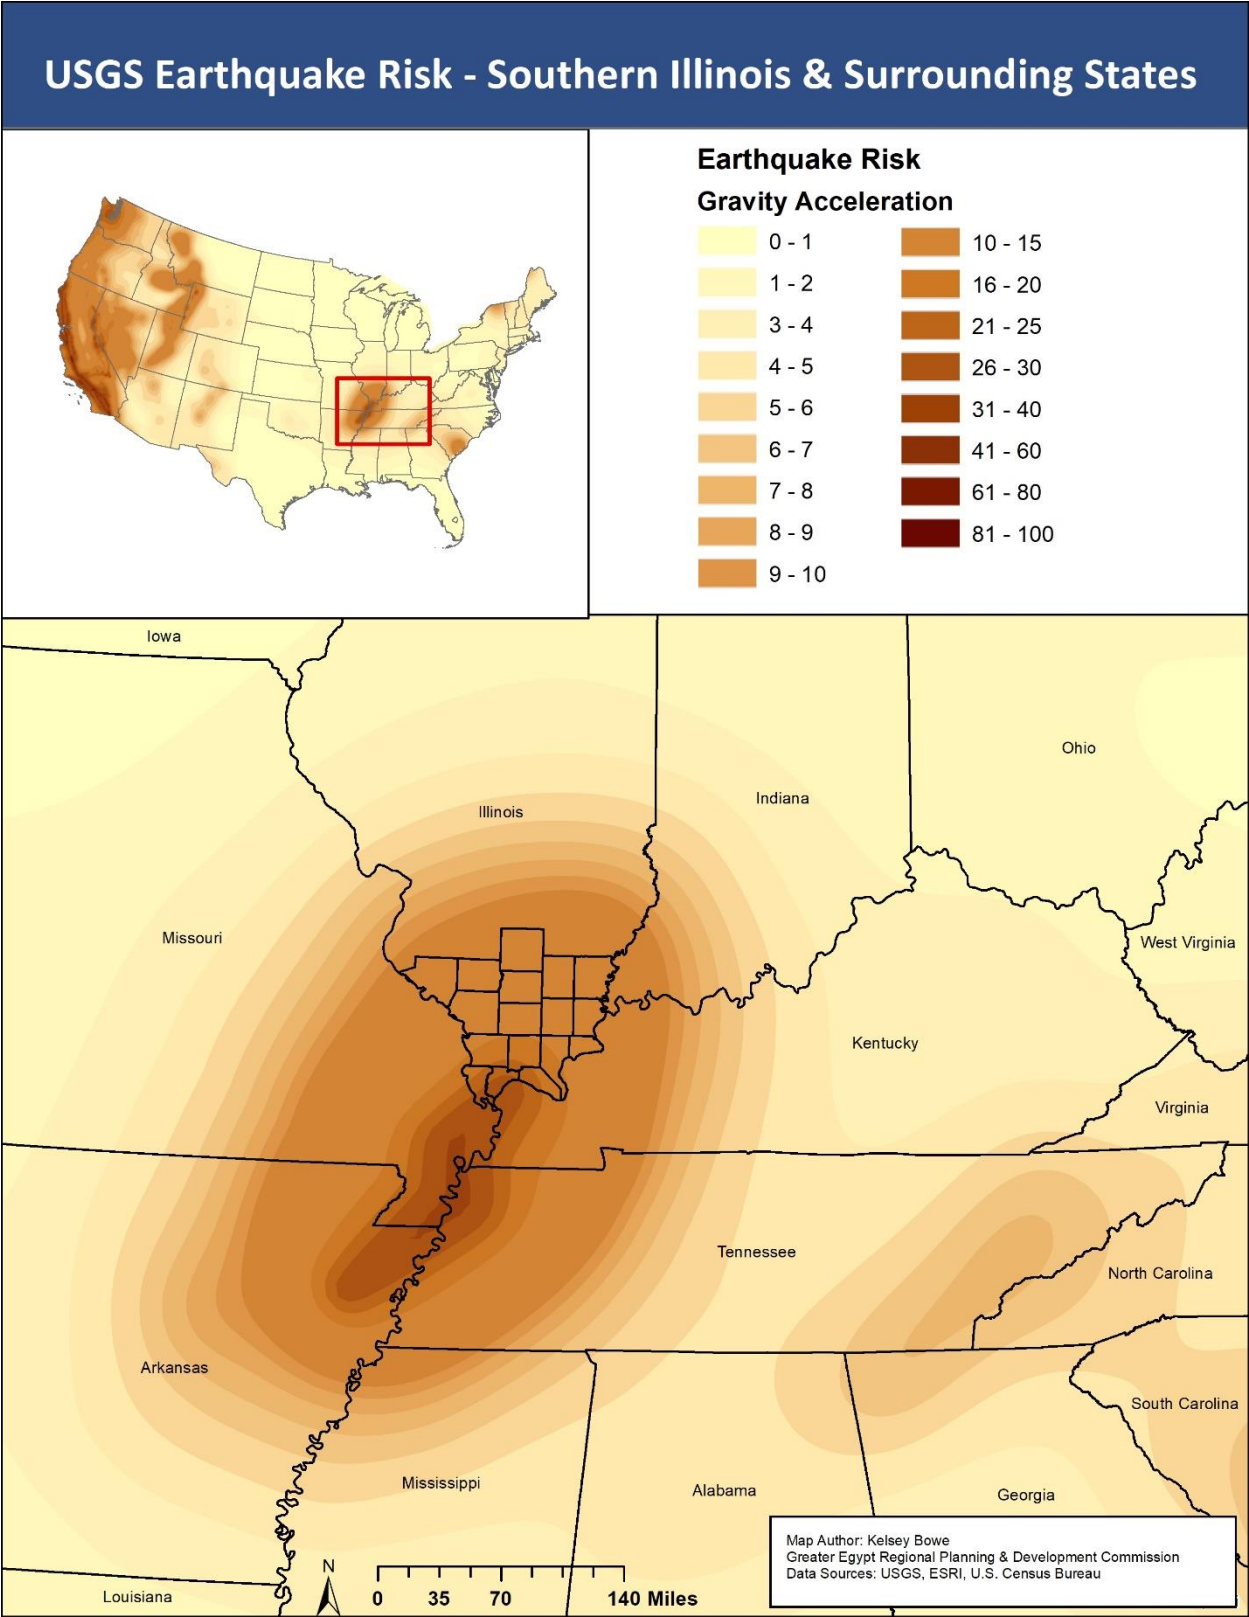 USGS Earthquake Risk - Southern Illinois & Surrounding States
Earthquake Risk
Gravity Acceleration
0 - 1
1 - 2
3 - 4
4 - 5
5 - 6
6 - 7
7 - 8
8 - 9
9 - 10
10 - 15
16 - 20
21 - 25
26 - 30
31 - 40
41 - 60
61 - 80
81 - 100
Iowa
Ohio
Indiana
Illinois
Missouri
West Virginia
Kentucky
Virginia
Tennessee
North Carolina
Arkansas
South Carolina
Mississippi
Alabama
Georgia
Louisiana
N
0 35 70 140 Miles
Map Author: Kelsey Bowe
Greater Egypt Regional Planning & Development Commission
Data Sources: USGS, ESRI, U.S. Census Bureau